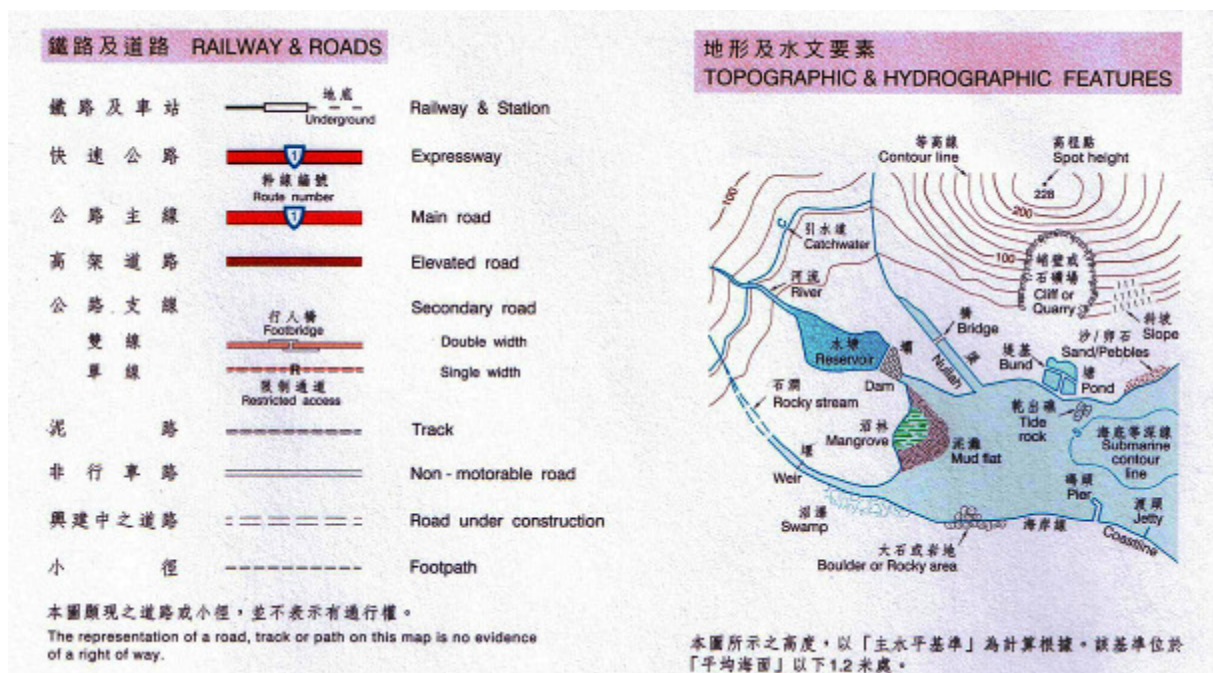 鐵路及道路 RAILWAY & ROADS
鐵路及車站
地底
Underground
Railway & Station
快速公路
1
Expressway
幹線編號
Route number
公路主線
1
Main road
高架道路
Elevated road
公路支線
Secondary road
行人橋
Footbridge
雙線
Double width
單線
R
Single width
限制通道
Restricted access
泥路
Track
非行車路
Non-motorable road
興建中之道路
Road under construction
小徑
Footpath
本圖顯現之道路或小徑，並不表示有通行權。
The representation of a road, track or path on this map is no evidence
of a right of way.
地形及水文要素
TOPOGRAPHIC & HYDROGRAPHIC FEATURES
等高線
Contour line
高程點
Spot height
228
200
100
100
C
引水道
Catchwater
河流
River
峭壁或
石礦場
Cliff or
Quarry
斜坡
Slope
橋
Bridge
渠
Nullah
水塘
Reservoir
壩
Dam
堤基
Bund
塘
Pond
沙/卵石
Sand/Pebbles
石澗
Rocky stream
沼林
Mangrove
泥灘
Mud flat
乾出礁
Tide
rock
5
海底等深線
Submarine
contour
line
堰
Weir
沼澤
Swamp
碼頭
Pier
渡頭
Jetty
海岸線
Coastline
大石或岩地
Boulder or Rocky area
本圖所示之高度，以「主水平基準」為計算根據。該基準位於
「平均海面」以下1.2米處。